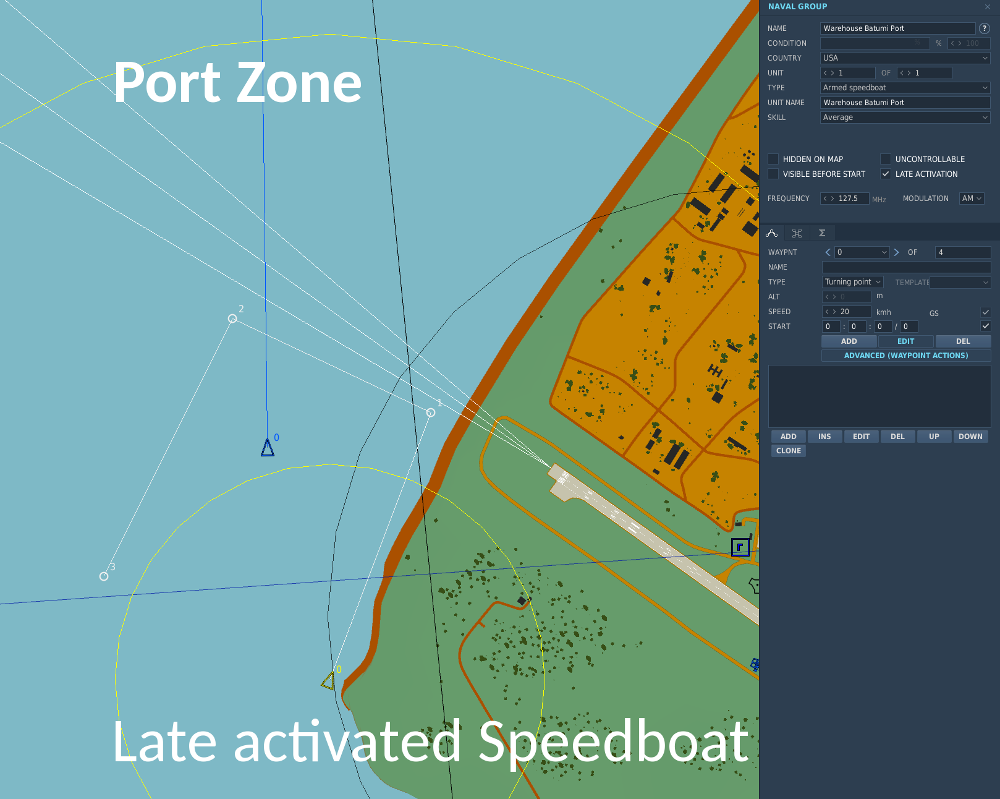 Port Zone
2
1
0
3
0
Late activated Speedboat
NAVAL GROUP
NAME Warehouse Batumi Port ?
CONDITION % % < > 100
COUNTRY USA
UNIT < > 1 OF < > 1
TYPE Armed speedboat
UNIT NAME Warehouse Batumi Port
SKILL Average
HIDDEN ON MAP UNCONTROLLABLE
VISIBLE BEFORE START LATE ACTIVATION
FREQUENCY < > 127.5 MHz MODULATION AM
WAYPNT < 0 > OF 4
NAME
TYPE Turning point TEMPLATE
ALT < > 0 m
SPEED < > 20 kmh GS
START 0 : 0 : 0 / 0
ADD EDIT DEL
ADVANCED (WAYPOINT ACTIONS)
ADD INS EDIT DEL UP DOWN
CLONE